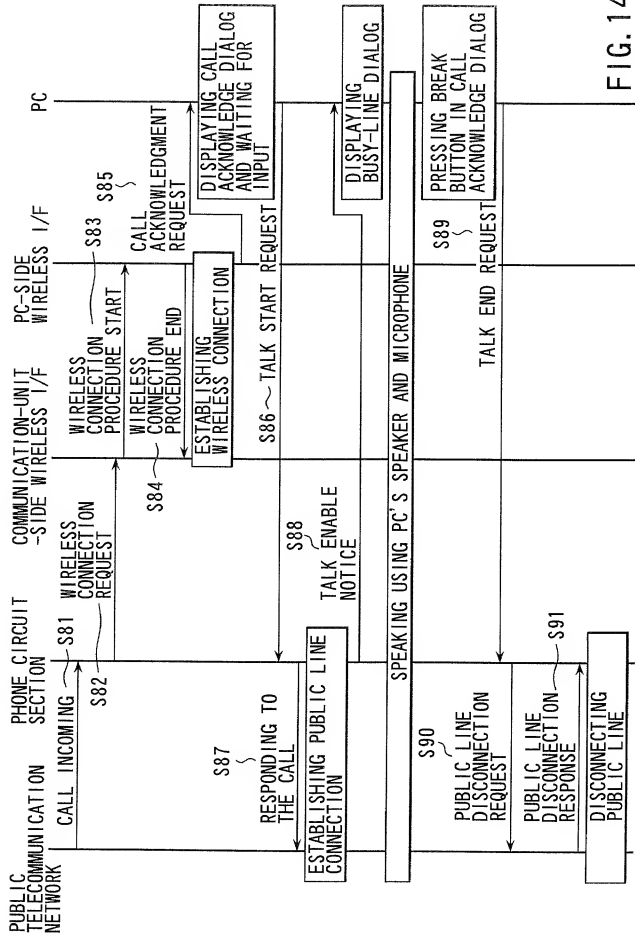 PUBLIC
TELECOMMUNICATION
NETWORK
PHONE CIRCUIT
SECTION
COMMUNICATION-UNIT
-SIDE WIRELESS I/F
PC-SIDE
WIRELESS I/F
PC
CALL INCOMING
S81
S82
WIRELESS
CONNECTION
REQUEST
WIRELESS
CONNECTION
PROCEDURE START
S83
S84
WIRELESS
CONNECTION
PROCEDURE END
ESTABLISHING
WIRELESS CONNECTION
S85
CALL
ACKNOWLEDGMENT
REQUEST
DISPLAYING CALL
ACKNOWLEDGE DIALOG
AND WAITING FOR
INPUT
S86
TALK START REQUEST
S87
RESPONDING TO
THE CALL
ESTABLISHING PUBLIC LINE
CONNECTION
S88
TALK ENABLE
NOTICE
DISPLAYING
BUSY-LINE DIALOG
SPEAKING USING PC'S SPEAKER AND MICROPHONE
PRESSING BREAK
BUTTON IN CALL
ACKNOWLEDGE DIALOG
S89
TALK END REQUEST
S90
PUBLIC LINE
DISCONNECTION
REQUEST
PUBLIC LINE
DISCONNECTION
RESPONSE
S91
DISCONNECTING
PUBLIC LINE
FIG. 14